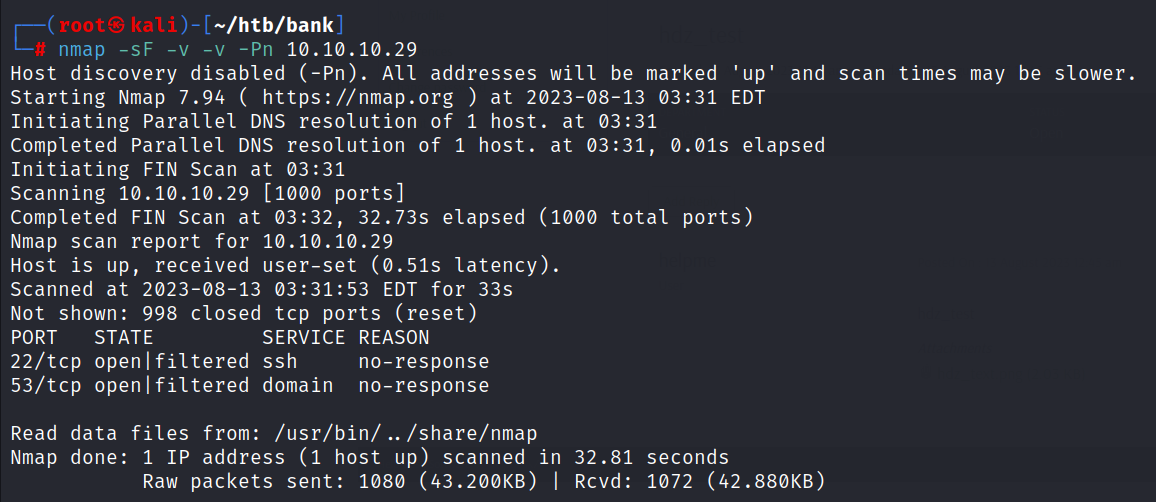 ┌──(root㉿kali)-[~/htb/bank]
└─# nmap -sF -v -v -Pn 10.10.10.29
Host discovery disabled (-Pn). All addresses will be marked 'up' and scan times may be slower.
Starting Nmap 7.94 ( https://nmap.org ) at 2023-08-13 03:31 EDT
Initiating Parallel DNS resolution of 1 host. at 03:31
Completed Parallel DNS resolution of 1 host. at 03:31, 0.01s elapsed
Initiating FIN Scan at 03:31
Scanning 10.10.10.29 [1000 ports]
Completed FIN Scan at 03:32, 32.73s elapsed (1000 total ports)
Nmap scan report for 10.10.10.29
Host is up, received user-set (0.51s latency).
Scanned at 2023-08-13 03:31:53 EDT for 33s
Not shown: 998 closed tcp ports (reset)
PORT   STATE         SERVICE REASON
22/tcp open|filtered ssh     no-response
53/tcp open|filtered domain  no-response

Read data files from: /usr/bin/../share/nmap
Nmap done: 1 IP address (1 host up) scanned in 32.81 seconds
           Raw packets sent: 1080 (43.200KB) | Rcvd: 1072 (42.880KB)